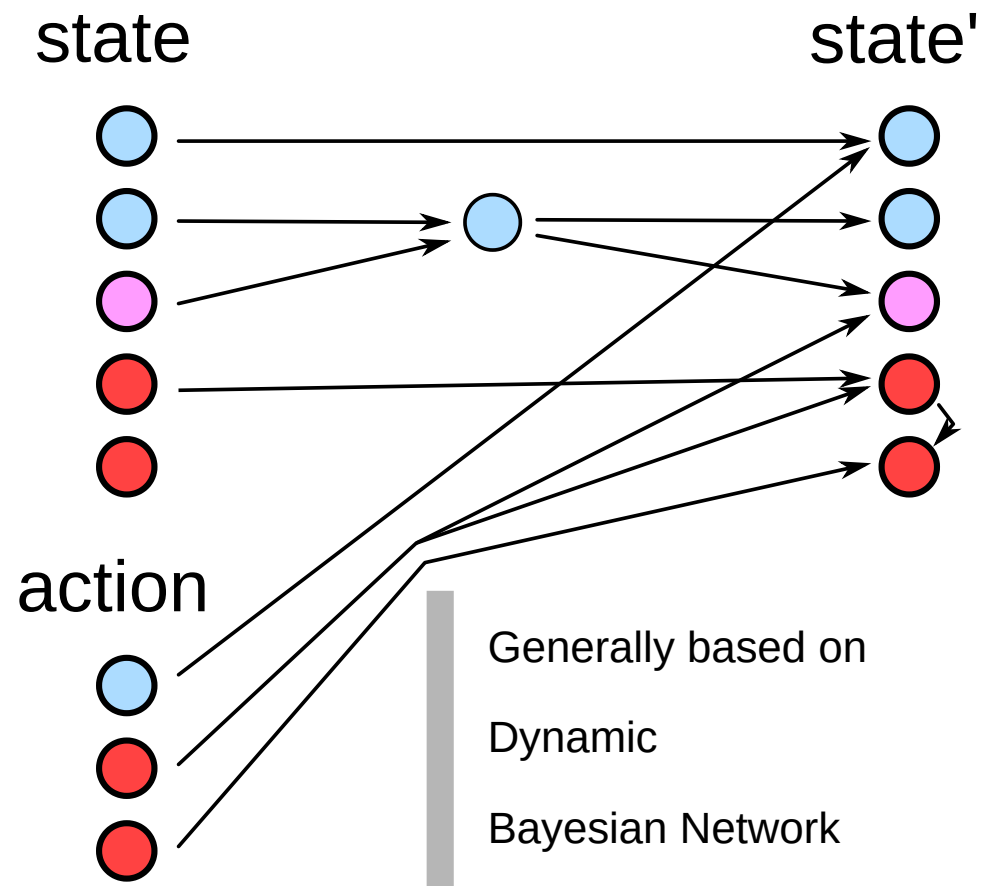 state
state'
action
Generally based on
Dynamic
Bayesian Network